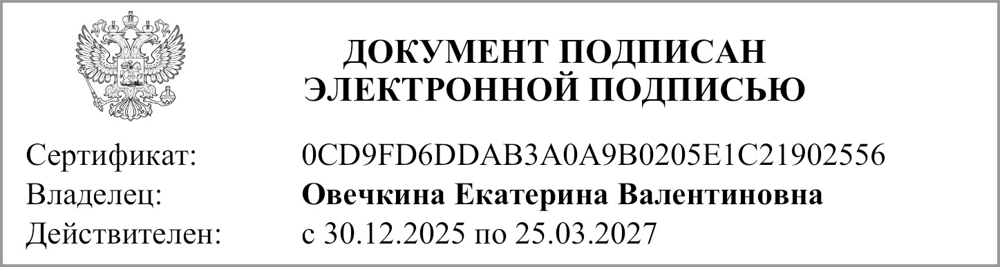 ДОКУМЕНТ ПОДПИСАН
ЭЛЕКТРОННОЙ ПОДПИСЬЮ
Сертификат: 0CD9FD6DDAB3A0A9B0205E1C21902556
Владелец: Овечкина Екатерина Валентиновна
Действителен: с 30.12.2025 по 25.03.2027